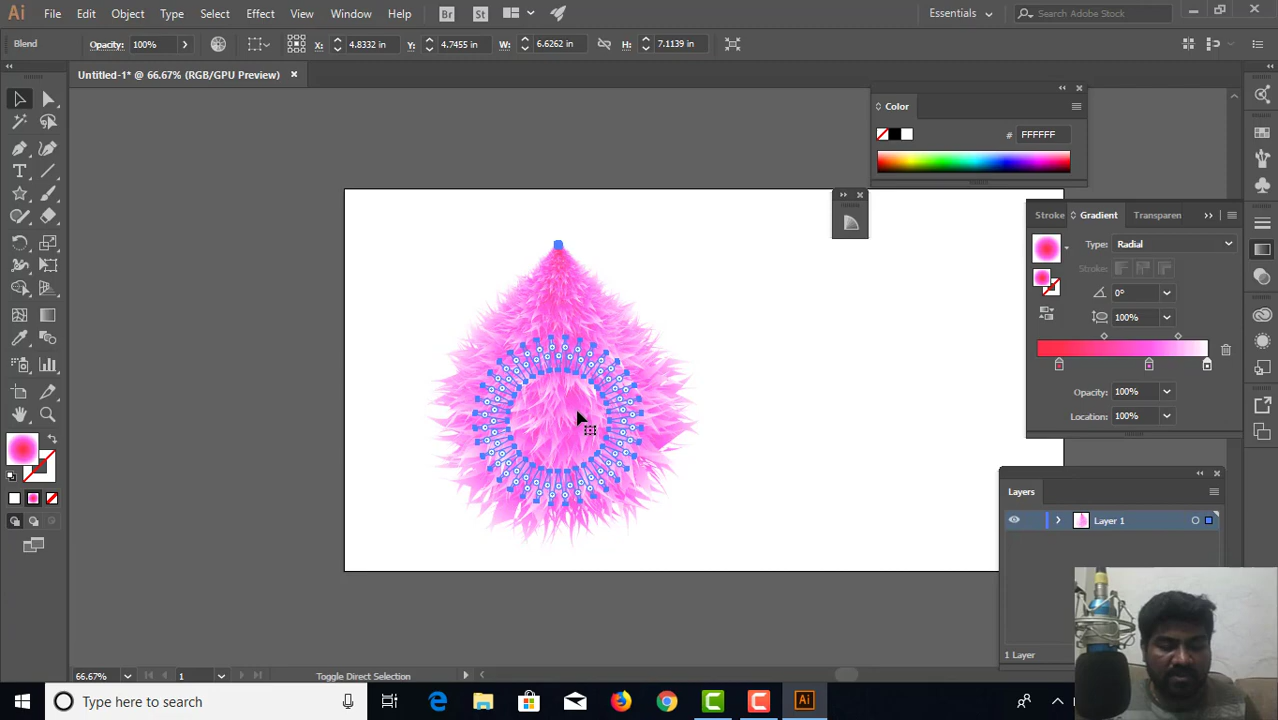 Ai File Edit Object Type Select Effect View Window Help Br St Essentials Search Adobe Stock
Blend Opacity: 100% X: 4.8332 in Y: 4.7455 in W: 6.6262 in H: 7.1139 in
Untitled-1* @ 66.67% (RGB/GPU Preview)
Color
# FFFFFF
Stroke Gradient Transparen
Type: Radial
Stroke:
0°
100%
Opacity: 100%
Location: 100%
Layers
Layer 1
1 Layer
66.67% 1 Toggle Direct Selection
Type here to search Ai